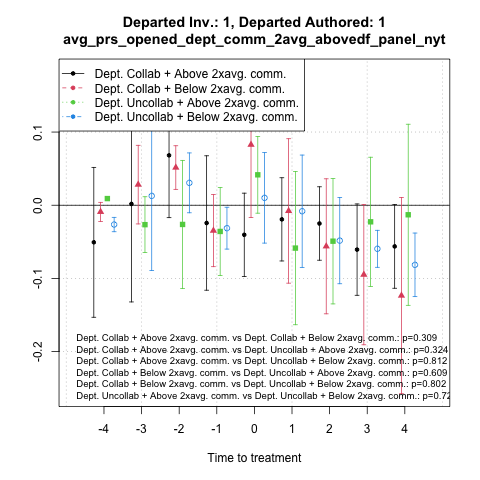 Departed Inv.: 1, Departed Authored: 1
avg_prs_opened_dept_comm_2avg_abovedf_panel_nyt
Dept. Collab + Above 2xavg. comm.
Dept. Collab + Below 2xavg. comm.
Dept. Uncollab + Above 2xavg. comm.
Dept. Uncollab + Below 2xavg. comm.
0.1
0.0
-0.1
-0.2
Dept. Collab + Above 2xavg. comm. vs Dept. Collab + Below 2xavg. comm.: p=0.309
Dept. Collab + Above 2xavg. comm. vs Dept. Uncollab + Above 2xavg. comm.: p=0.324
Dept. Collab + Above 2xavg. comm. vs Dept. Uncollab + Below 2xavg. comm.: p=0.812
Dept. Collab + Below 2xavg. comm. vs Dept. Uncollab + Above 2xavg. comm.: p=0.609
Dept. Collab + Below 2xavg. comm. vs Dept. Uncollab + Below 2xavg. comm.: p=0.802
Dept. Uncollab + Above 2xavg. comm. vs Dept. Uncollab + Below 2xavg. comm.: p=0.72
-4 -3 -2 -1 0 1 2 3 4
Time to treatment